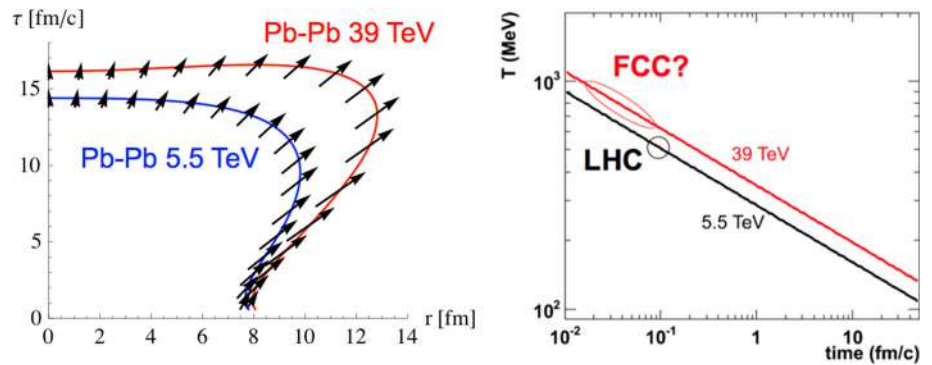 τ [fm/c]
Pb-Pb 39 TeV
15
10
Pb-Pb 5.5 TeV
5
0
0 2 4 6 8 10 12 14
r [fm]
T (MeV)
10³
FCC?
LHC
39 TeV
5.5 TeV
10²
10⁻² 10⁻¹ 1 10
time (fm/c)